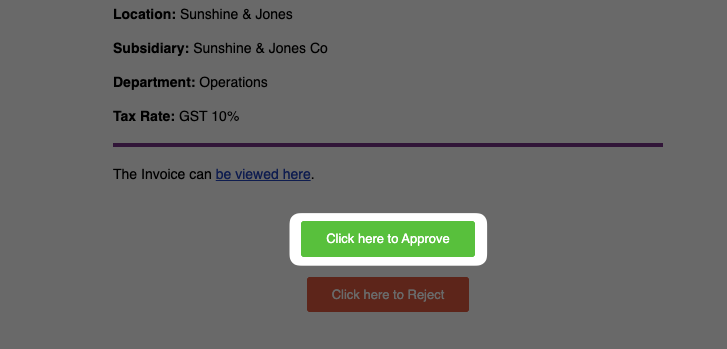 Location: Sunshine & Jones
Subsidiary: Sunshine & Jones Co
Department: Operations
Tax Rate: GST 10%
The Invoice can be viewed here.
Click here to Approve
Click here to Reject